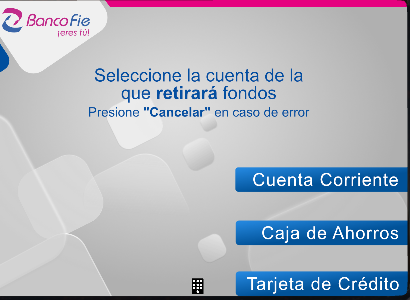 Banco Fie
¡eres tú!
Seleccione la cuenta de la
que retirará fondos
Presione "Cancelar" en caso de error
Cuenta Corriente
Caja de Ahorros
Tarjeta de Crédito